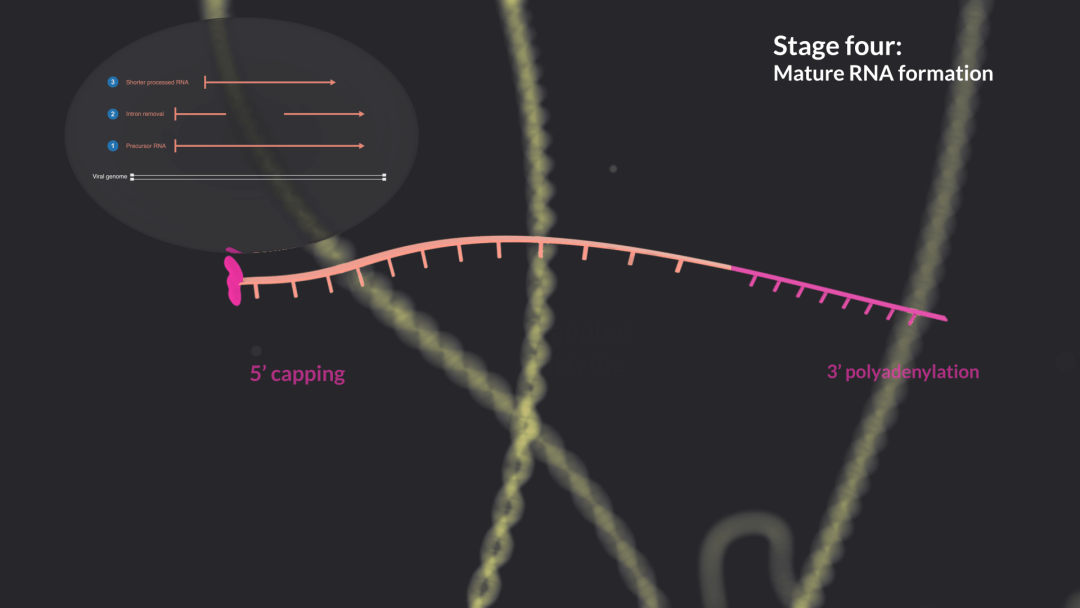 Stage four:
Mature RNA formation
3 Shorter processed RNA
2 Intron removal
1 Precursor RNA
Viral genome
5’ capping
3’ polyadenylation